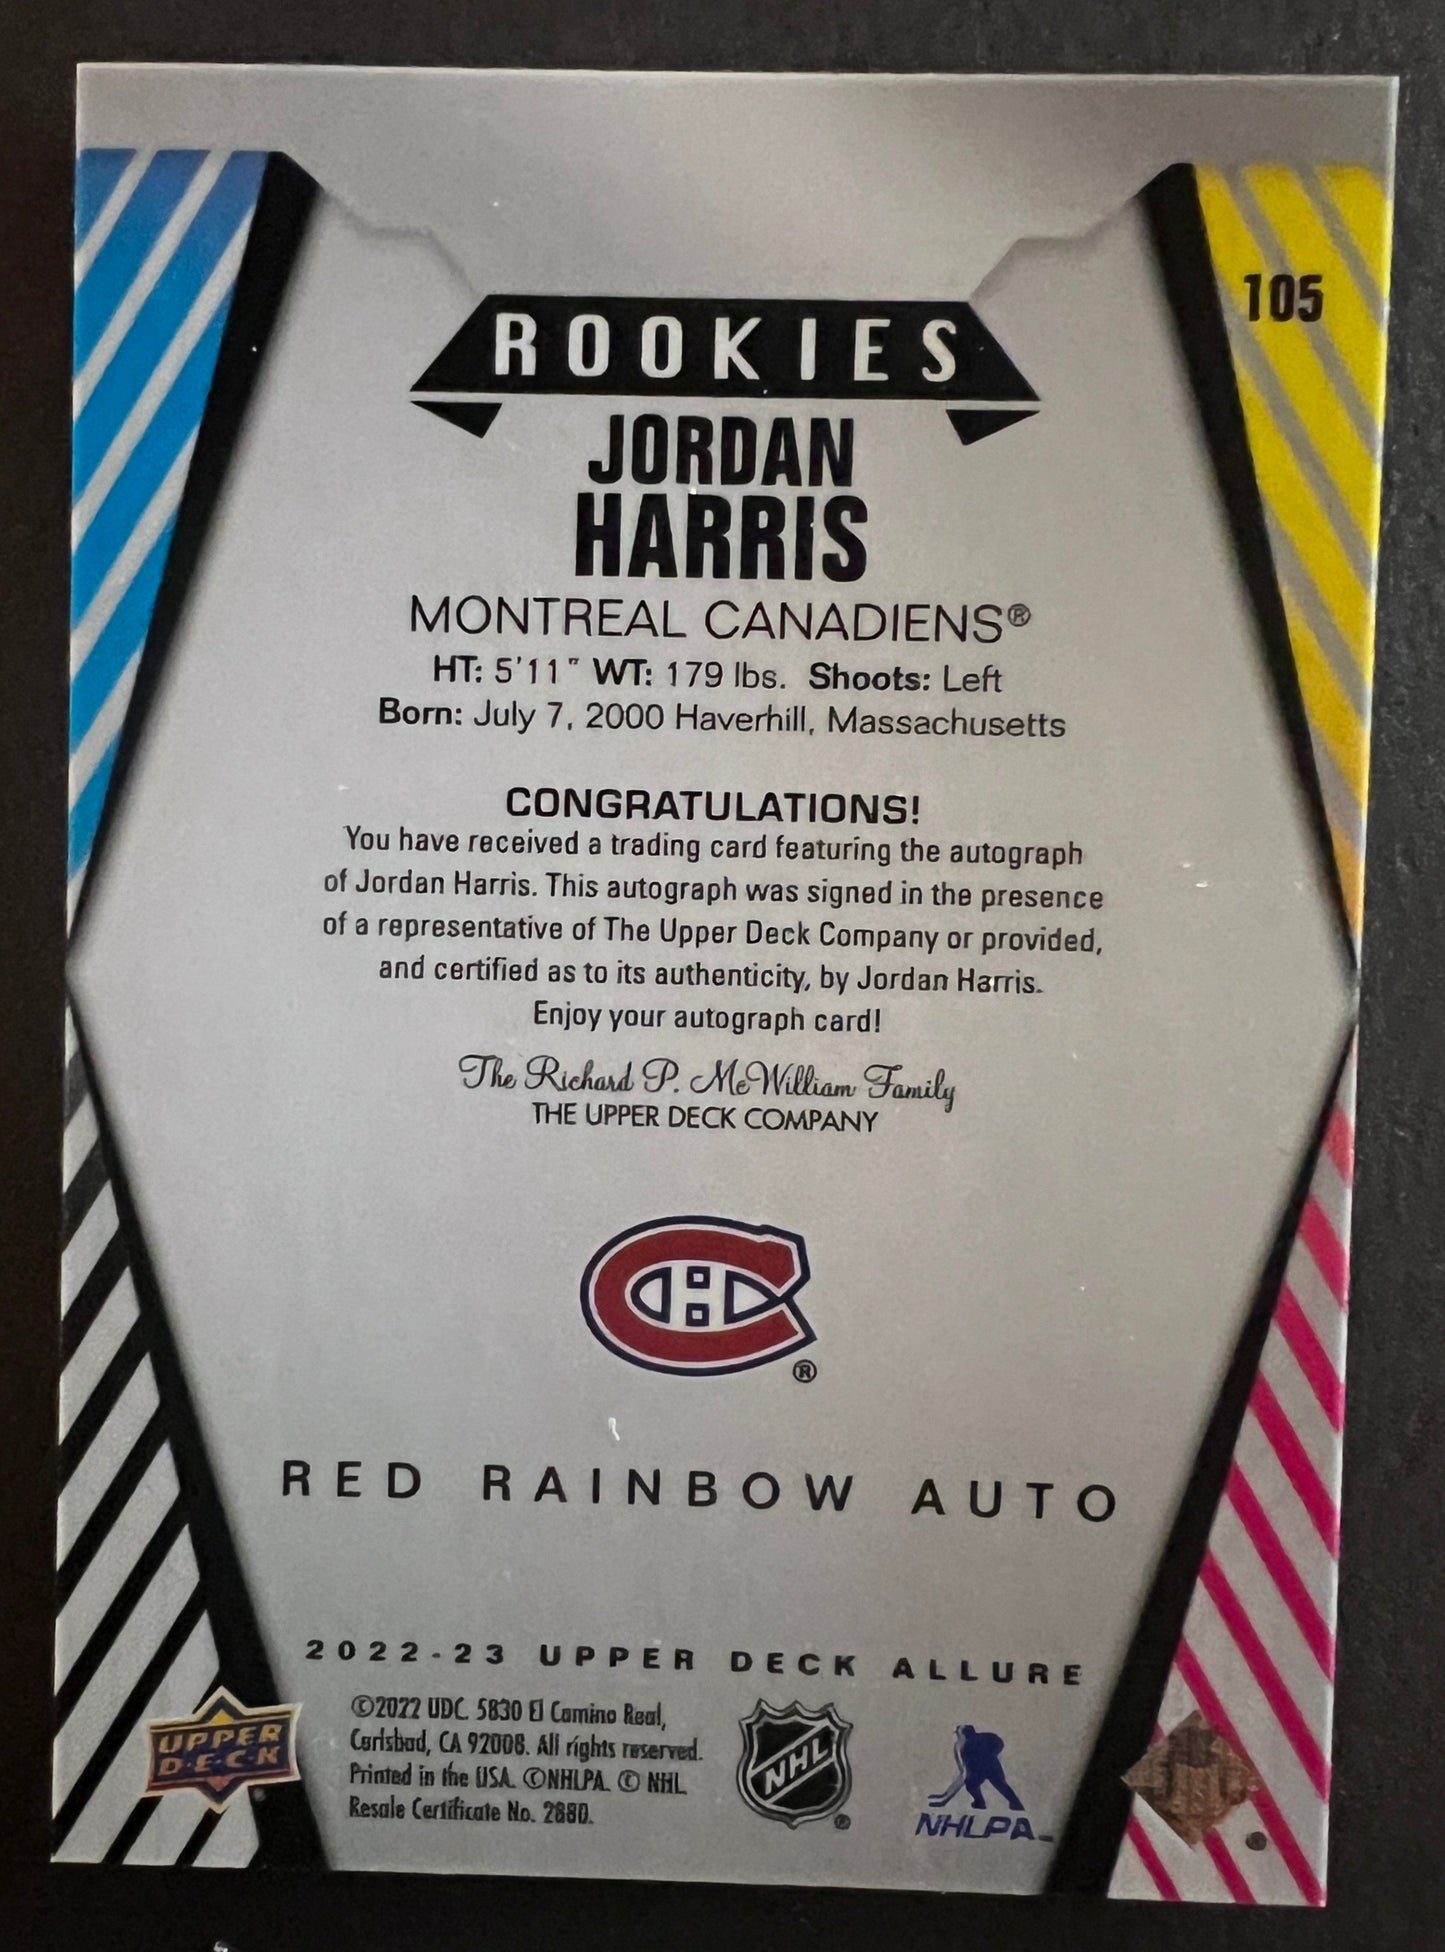 105
ROOKIES
JORDAN
HARRIS
MONTREAL CANADIENS®
HT: 5'11" WT: 179 lbs. Shoots: Left
Born: July 7, 2000 Haverhill, Massachusetts
CONGRATULATIONS!
You have received a trading card featuring the autograph
of Jordan Harris. This autograph was signed in the presence
of a representative of The Upper Deck Company or provided,
and certified as to its authenticity, by Jordan Harris.
Enjoy your autograph card!
The Richard P. McWilliam Family
THE UPPER DECK COMPANY
CH
®
RED RAINBOW AUTO
2022-23 UPPER DECK ALLURE
UPPER
D·E·C·K
©2022 UDC. 5830 El Camino Real,
Carlsbad, CA 92008. All rights reserved.
Printed in the USA. ©NHLPA. © NHL.
Resale Certificate No. 2880.
NHL
®
NHLPA